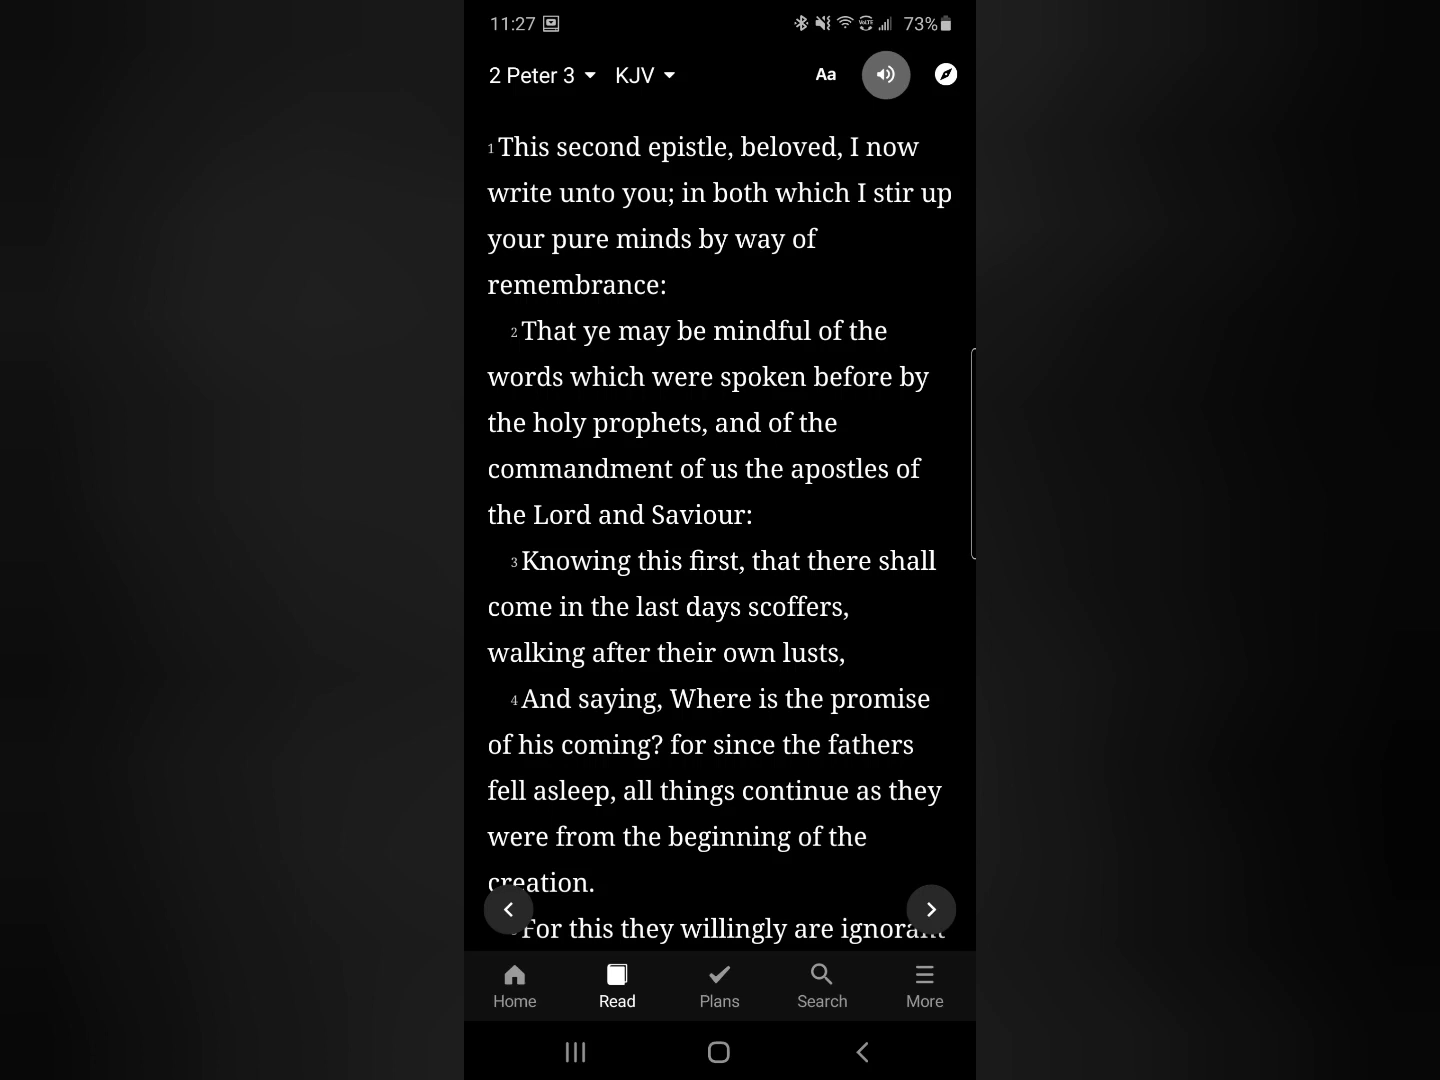 11:27 VoLTE 73%
2 Peter 3 KJV Aa
1 This second epistle, beloved, I now
write unto you; in both which I stir up
your pure minds by way of
remembrance:
2 That ye may be mindful of the
words which were spoken before by
the holy prophets, and of the
commandment of us the apostles of
the Lord and Saviour:
3 Knowing this first, that there shall
come in the last days scoffers,
walking after their own lusts,
4 And saying, Where is the promise
of his coming? for since the fathers
fell asleep, all things continue as they
were from the beginning of the
creation.
For this they willingly are ignorant
Home Read Plans Search More